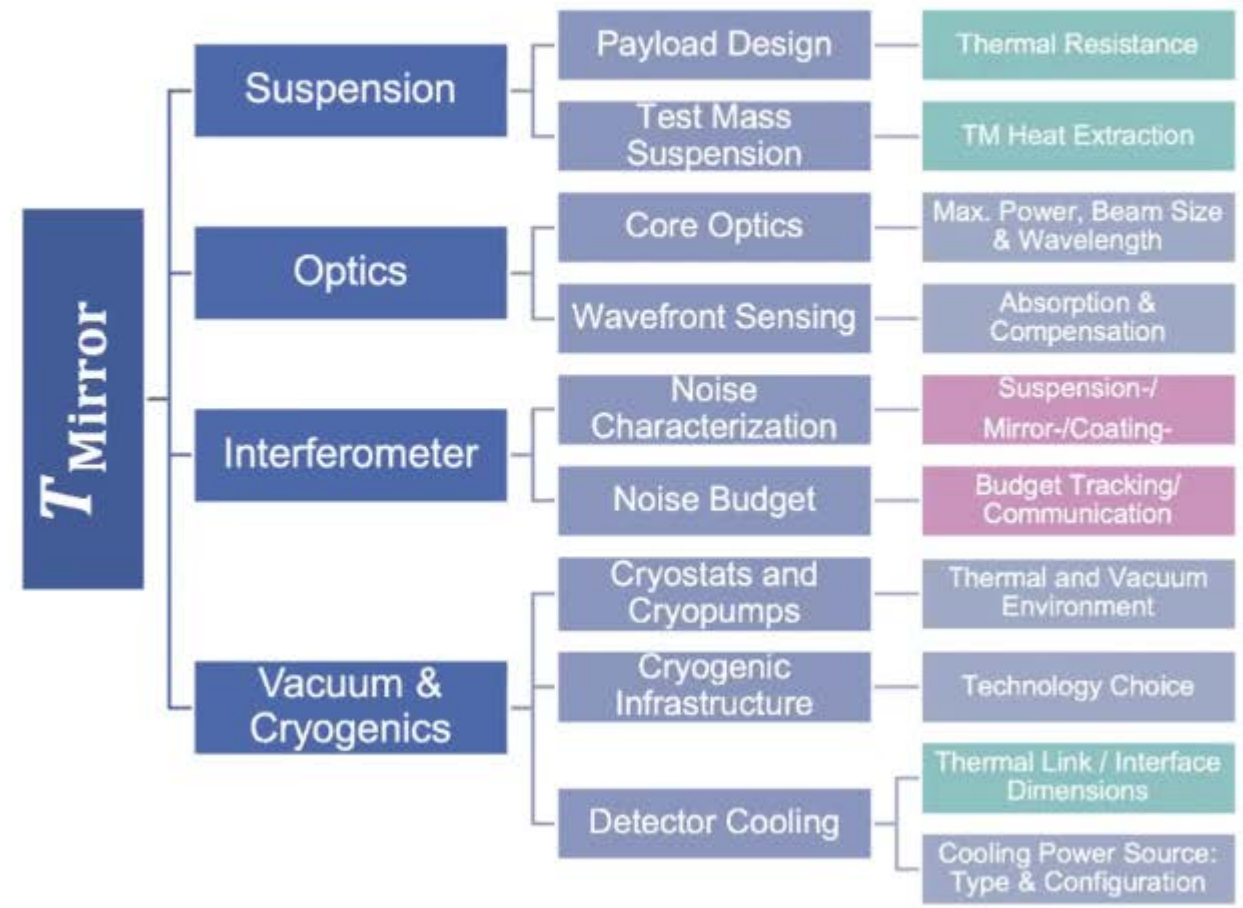 T Mirror
Suspension
Payload Design
Thermal Resistance
Test Mass
Suspension
TM Heat Extraction
Optics
Core Optics
Max. Power, Beam Size
& Wavelength
Wavefront Sensing
Absorption &
Compensation
Interferometer
Noise
Characterization
Suspension-/
Mirror-/Coating-
Noise Budget
Budget Tracking/
Communication
Vacuum &
Cryogenics
Cryostats and
Cryopumps
Thermal and Vacuum
Environment
Cryogenic
Infrastructure
Technology Choice
Detector Cooling
Thermal Link / Interface
Dimensions
Cooling Power Source:
Type & Configuration